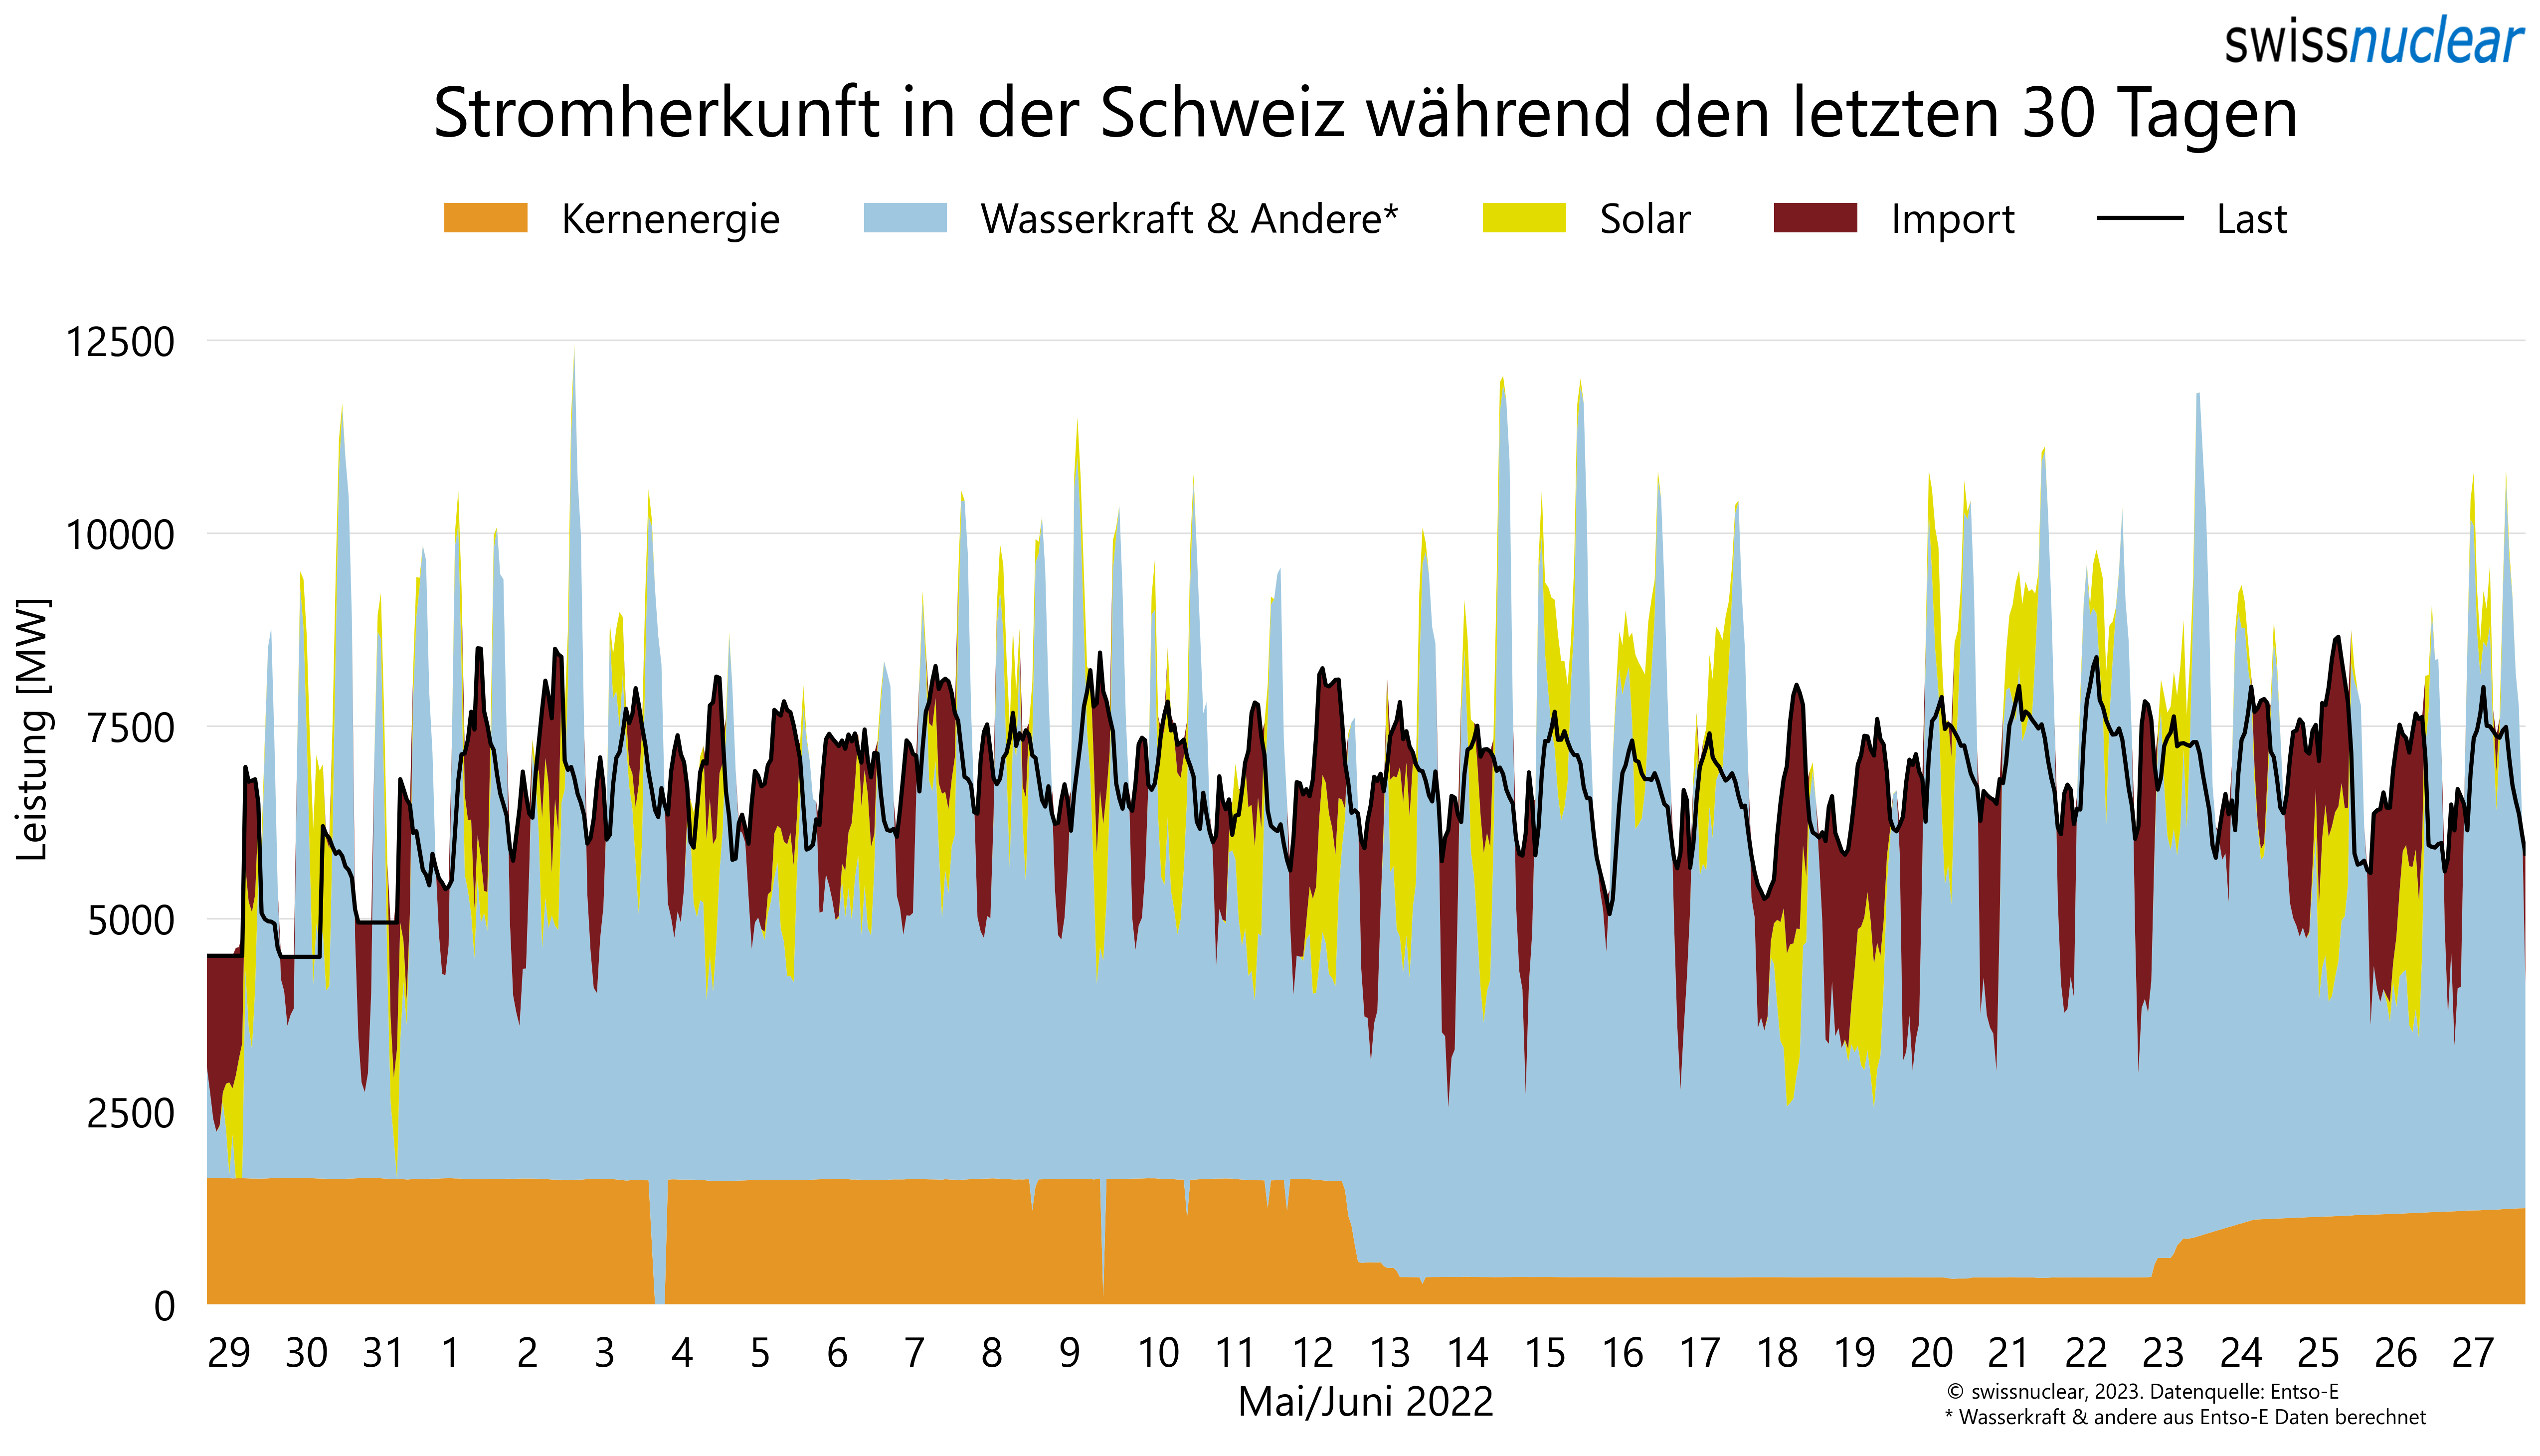 swissnuclear
Stromherkunft in der Schweiz während den letzten 30 Tagen
Kernenergie Wasserkraft & Andere* Solar Import Last
12500
10000
7500
5000
2500
0
Leistung [MW]
29 30 31 1 2 3 4 5 6 7 8 9 10 11 12 13 14 15 16 17 18 19 20 21 22 23 24 25 26 27
Mai/Juni 2022
© swissnuclear, 2023. Datenquelle: Entso-E
* Wasserkraft & andere aus Entso-E Daten berechnet